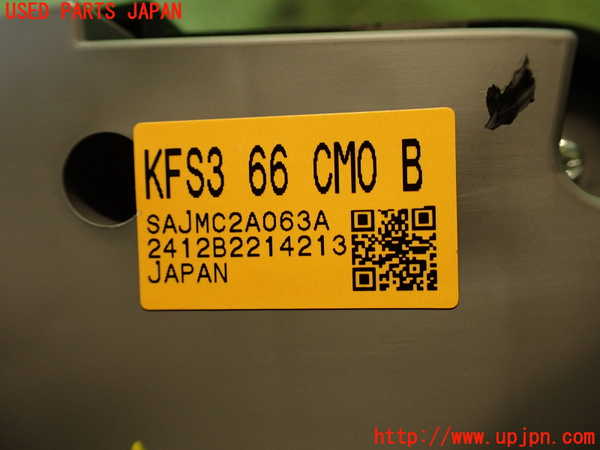 USED PARTS JAPAN
KFS3 66 CM0 B
SAJMC2A063A
2412B2214213
JAPAN
http://www.upjpn.com/